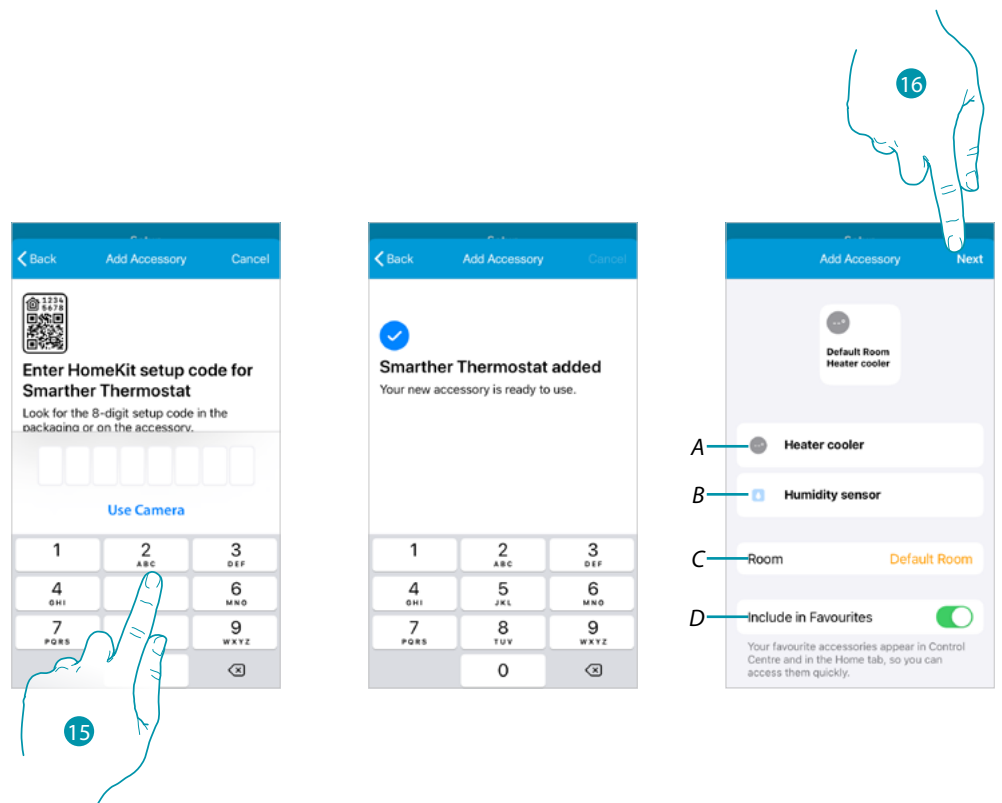 16
Back Add Accessory Cancel
1234
5678
Enter HomeKit setup code for
Smarther Thermostat
Look for the 8-digit setup code in the
packaging or on the accessory.
Use Camera
1 2 3
ABC DEF
4 6
GHI MNO
7 9
PQRS WXYZ
15
Back Add Accessory Cancel
Smarther Thermostat added
Your new accessory is ready to use.
1 2 3
ABC DEF
4 5 6
GHI JKL MNO
7 8 9
PQRS TUV WXYZ
0
Add Accessory Next
Default Room
Heater cooler
A Heater cooler
B Humidity sensor
C Room Default Room
D Include in Favourites
Your favourite accessories appear in Control
Centre and in the Home tab, so you can
access them quickly.